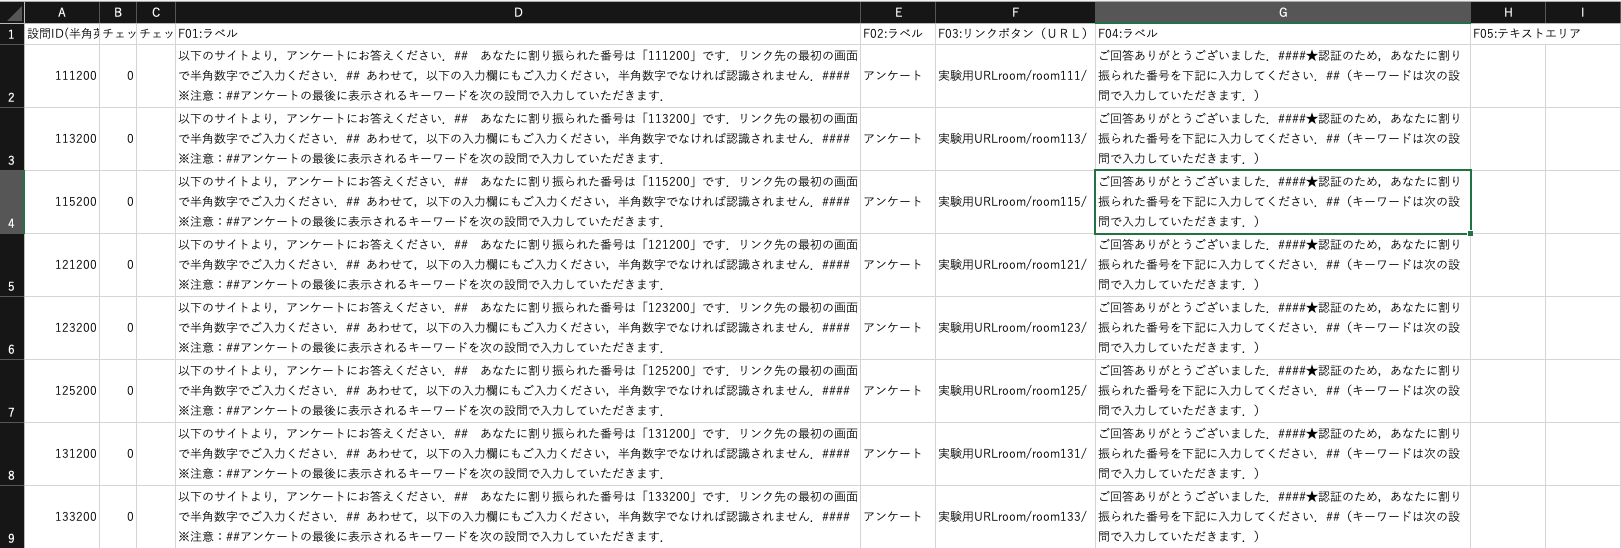 A B C D E F G H I
1 設問ID(半角英 チェッ チェッ F01:ラベル F02:ラベル F03:リンクボタン（ＵＲＬ） F04:ラベル F05:テキストエリア
以下のサイトより，アンケートにお答えください．##　あなたに割り振られた番号は「111200」です．リンク先の最初の画面 ご回答ありがとうございました．####★認証のため，あなたに割り
111200 0 で半角数字でご入力ください．## あわせて，以下の入力欄にもご入力ください，半角数字でなければ認識されません．#### アンケート 実験用URLroom/room111/ 振られた番号を下記に入力してください．##（キーワードは次の設
2 ※注意：##アンケートの最後に表示されるキーワードを次の設問で入力していただきます． 問で入力していただきます．）
以下のサイトより，アンケートにお答えください．##　あなたに割り振られた番号は「113200」です．リンク先の最初の画面 ご回答ありがとうございました．####★認証のため，あなたに割り
113200 0 で半角数字でご入力ください．## あわせて，以下の入力欄にもご入力ください，半角数字でなければ認識されません．#### アンケート 実験用URLroom/room113/ 振られた番号を下記に入力してください．##（キーワードは次の設
3 ※注意：##アンケートの最後に表示されるキーワードを次の設問で入力していただきます． 問で入力していただきます．）
以下のサイトより，アンケートにお答えください．##　あなたに割り振られた番号は「115200」です．リンク先の最初の画面 ご回答ありがとうございました．####★認証のため，あなたに割り
115200 0 で半角数字でご入力ください．## あわせて，以下の入力欄にもご入力ください，半角数字でなければ認識されません．#### アンケート 実験用URLroom/room115/ 振られた番号を下記に入力してください．##（キーワードは次の設
4 ※注意：##アンケートの最後に表示されるキーワードを次の設問で入力していただきます． 問で入力していただきます．）
以下のサイトより，アンケートにお答えください．##　あなたに割り振られた番号は「121200」です．リンク先の最初の画面 ご回答ありがとうございました．####★認証のため，あなたに割り
121200 0 で半角数字でご入力ください．## あわせて，以下の入力欄にもご入力ください，半角数字でなければ認識されません．#### アンケート 実験用URLroom/room121/ 振られた番号を下記に入力してください．##（キーワードは次の設
5 ※注意：##アンケートの最後に表示されるキーワードを次の設問で入力していただきます． 問で入力していただきます．）
以下のサイトより，アンケートにお答えください．##　あなたに割り振られた番号は「123200」です．リンク先の最初の画面 ご回答ありがとうございました．####★認証のため，あなたに割り
123200 0 で半角数字でご入力ください．## あわせて，以下の入力欄にもご入力ください，半角数字でなければ認識されません．#### アンケート 実験用URLroom/room123/ 振られた番号を下記に入力してください．##（キーワードは次の設
6 ※注意：##アンケートの最後に表示されるキーワードを次の設問で入力していただきます． 問で入力していただきます．）
以下のサイトより，アンケートにお答えください．##　あなたに割り振られた番号は「125200」です．リンク先の最初の画面 ご回答ありがとうございました．####★認証のため，あなたに割り
125200 0 で半角数字でご入力ください．## あわせて，以下の入力欄にもご入力ください，半角数字でなければ認識されません．#### アンケート 実験用URLroom/room125/ 振られた番号を下記に入力してください．##（キーワードは次の設
7 ※注意：##アンケートの最後に表示されるキーワードを次の設問で入力していただきます． 問で入力していただきます．）
以下のサイトより，アンケートにお答えください．##　あなたに割り振られた番号は「131200」です．リンク先の最初の画面 ご回答ありがとうございました．####★認証のため，あなたに割り
131200 0 で半角数字でご入力ください．## あわせて，以下の入力欄にもご入力ください，半角数字でなければ認識されません．#### アンケート 実験用URLroom/room131/ 振られた番号を下記に入力してください．##（キーワードは次の設
8 ※注意：##アンケートの最後に表示されるキーワードを次の設問で入力していただきます． 問で入力していただきます．）
以下のサイトより，アンケートにお答えください．##　あなたに割り振られた番号は「133200」です．リンク先の最初の画面 ご回答ありがとうございました．####★認証のため，あなたに割り
133200 0 で半角数字でご入力ください．## あわせて，以下の入力欄にもご入力ください，半角数字でなければ認識されません．#### アンケート 実験用URLroom/room133/ 振られた番号を下記に入力してください．##（キーワードは次の設
9 ※注意：##アンケートの最後に表示されるキーワードを次の設問で入力していただきます． 問で入力していただきます．）